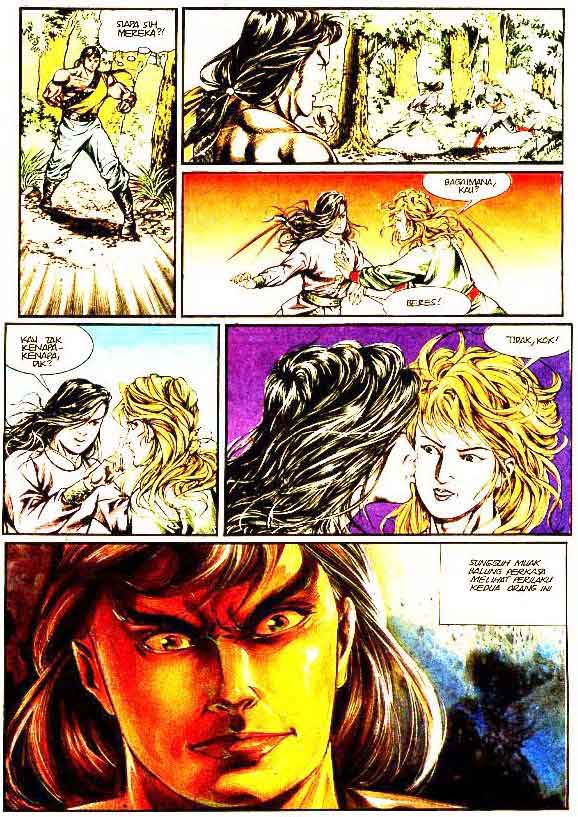 SIAPA SIH
MEREKA?!
BAGAIMANA,
KAU?
BERES!
KAU TAK
KENAPA-
KENAPA,
DIK?
TIDAK, KOK!
SUNGGUH MUAK
BALUNG PERKASA
MELIHAT PERILAKU
KEDUA ORANG INI